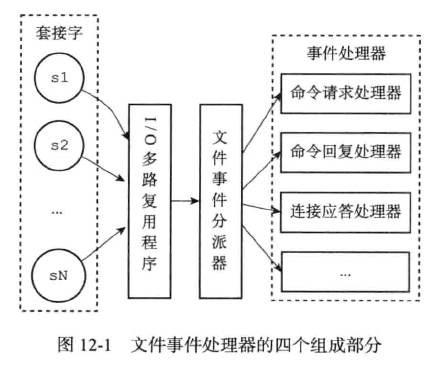 套接字
s1
s2
...
sN
I/O多路复用程序
文件事件分派器
事件处理器
命令请求处理器
命令回复处理器
连接应答处理器
...
图 12-1 文件事件处理器的四个组成部分